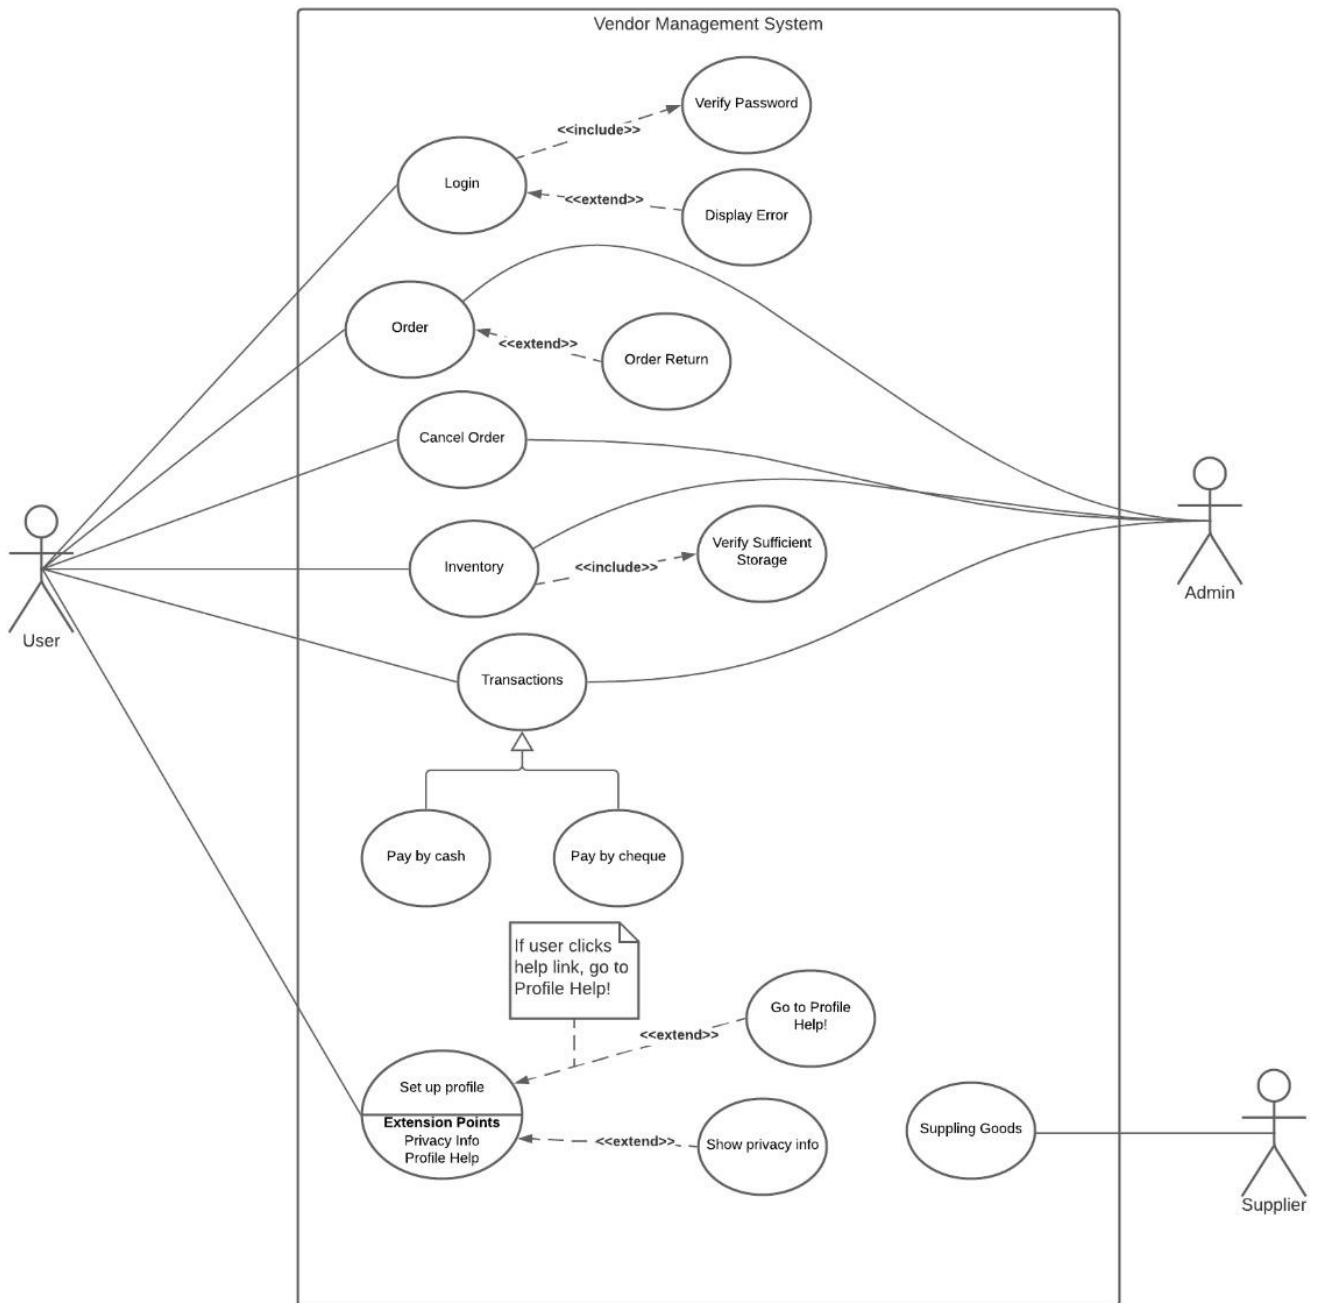 Vendor Management System
Verify Password
<<include>>
Login
<<extend>>
Display Error
Order
<<extend>>
Order Return
Cancel Order
Verify Sufficient
Storage
Inventory
<<include>>
Admin
User
Transactions
Pay by cash
Pay by cheque
If user clicks
help link, go to
Profile Help!
Go to Profile
Help!
<<extend>>
Set up profile
Extension Points
Privacy Info
Profile Help
<<extend>>
Show privacy info
Suppling Goods
Supplier